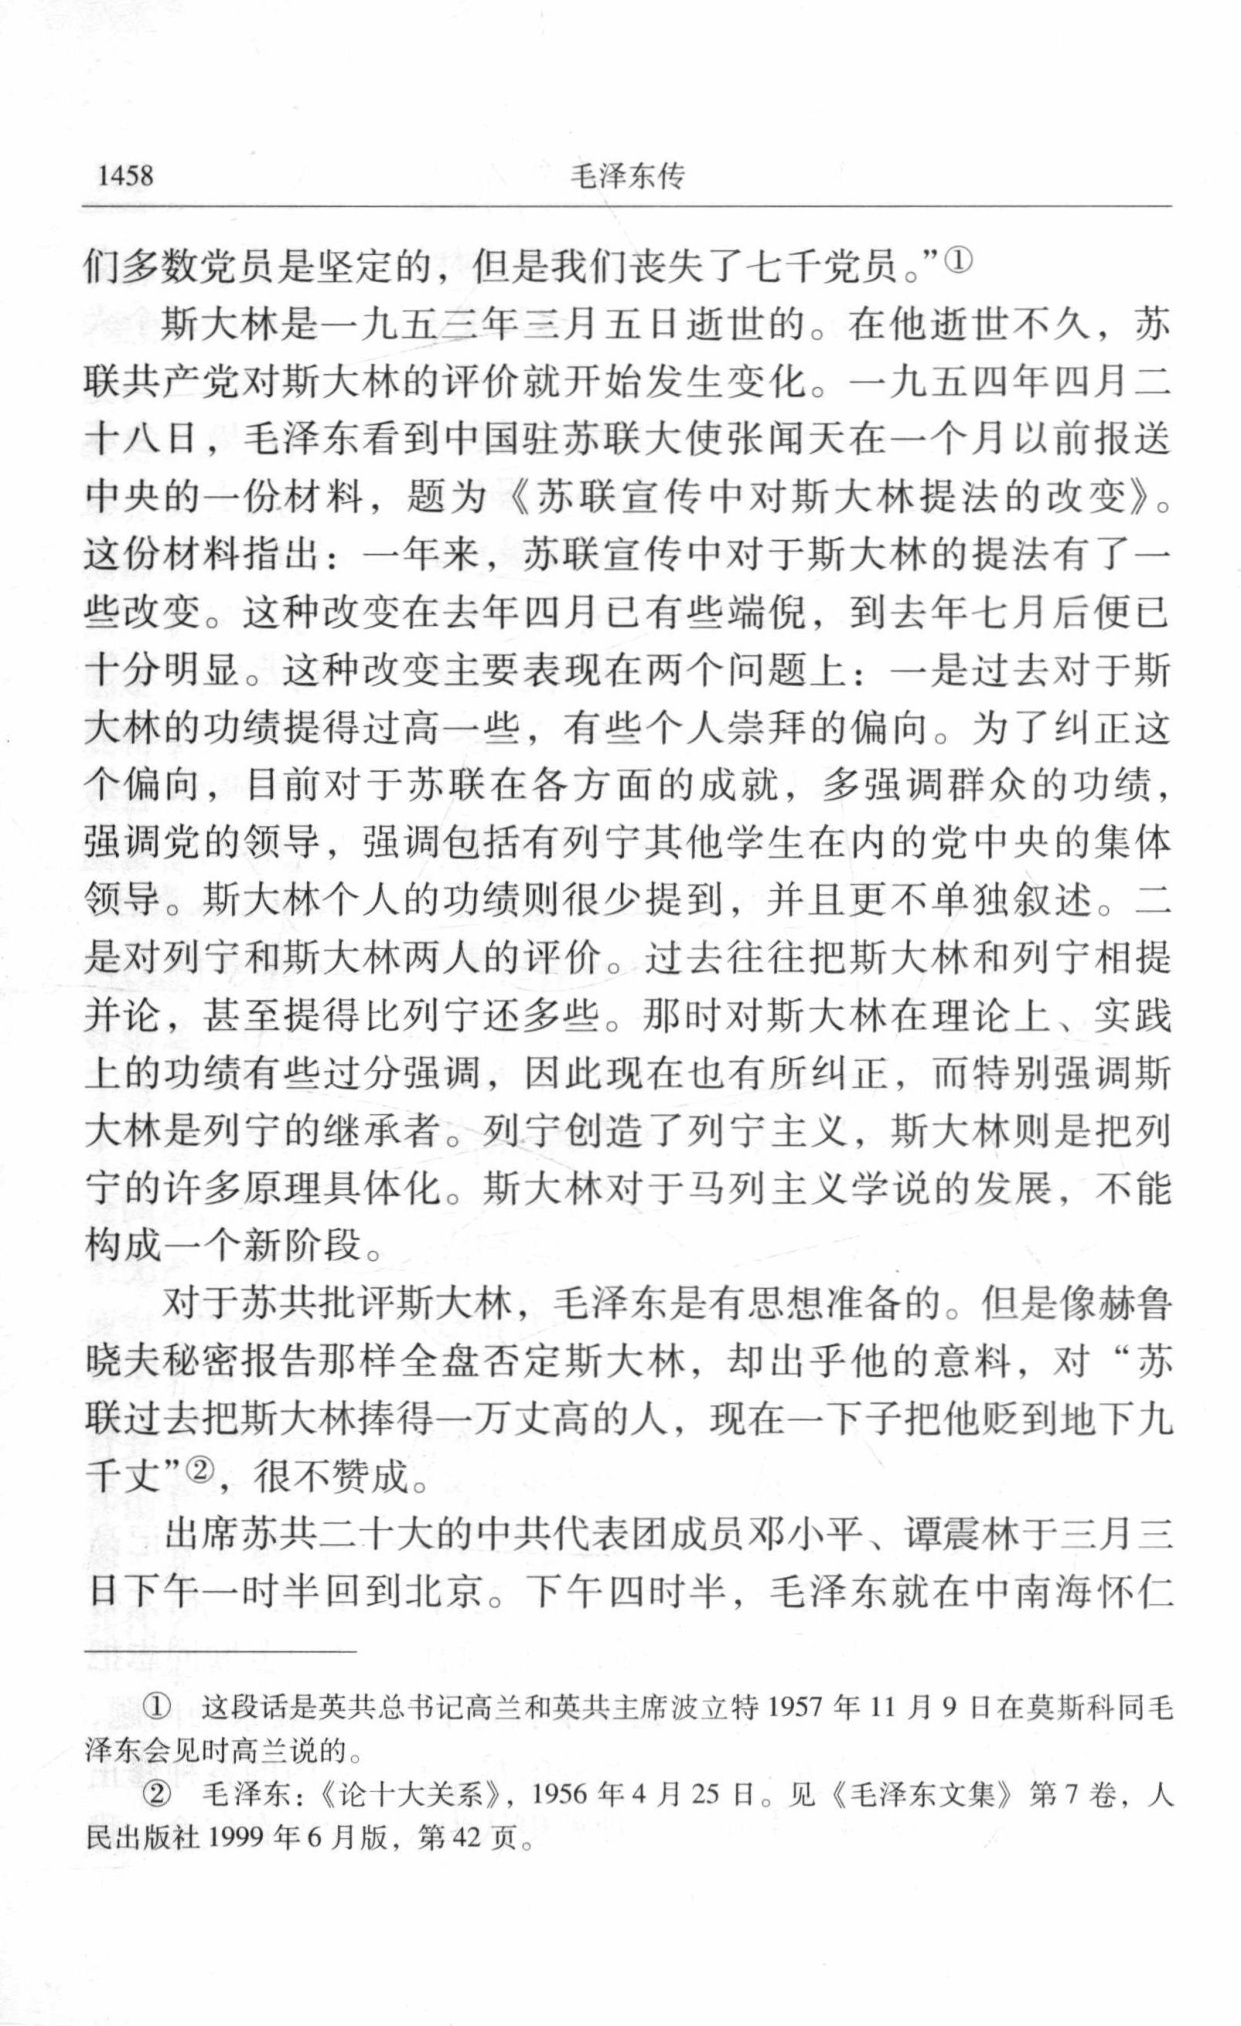 1458
毛泽东传
们多数党员是坚定的，但是我们丧失了七千党员。”①
斯大林是一九五三年三月五日逝世的。在他逝世不久，苏
联共产党对斯大林的评价就开始发生变化。一九五四年四月二
十八日，毛泽东看到中国驻苏联大使张闻天在一个月以前报送
中央的一份材料，题为《苏联宣传中对斯大林提法的改变》。
这份材料指出：一年来，苏联宣传中对于斯大林的提法有了一
些改变。这种改变在去年四月已有些端倪，到去年七月后便已
十分明显。这种改变主要表现在两个问题上：一是过去对于斯
大林的功绩提得过高一些，有些个人崇拜的偏向。为了纠正这
个偏向，目前对于苏联在各方面的成就，多强调群众的功绩，
强调党的领导，强调包括有列宁其他学生在内的党中央的集体
领导。斯大林个人的功绩则很少提到，并且更不单独叙述。二
是对列宁和斯大林两人的评价。过去往往把斯大林和列宁相提
并论，甚至提得比列宁还多些。那时对斯大林在理论上、实践
上的功绩有些过分强调，因此现在也有所纠正，而特别强调斯
大林是列宁的继承者。列宁创造了列宁主义，斯大林则是把列
宁的许多原理具体化。斯大林对于马列主义学说的发展，不能
构成一个新阶段。
对于苏共批评斯大林，毛泽东是有思想准备的。但是像赫鲁
晓夫秘密报告那样全盘否定斯大林，却出乎他的意料，对“苏
联过去把斯大林捧得一万丈高的人，现在一下子把他贬到地下九
千丈”②，很不赞成。
出席苏共二十大的中共代表团成员邓小平、谭震林于三月三
日下午一时半回到北京。下午四时半，毛泽东就在中南海怀仁
① 这段话是英共总书记高兰和英共主席波立特 1957 年 11 月 9 日在莫斯科同毛
泽东会见时高兰说的。
② 毛泽东：《论十大关系》，1956 年 4 月 25 日。见《毛泽东文集》第 7 卷，人
民出版社 1999 年 6 月版，第 42 页。